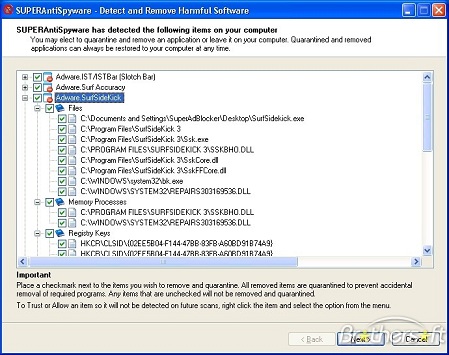 SUPERAntiSpyware - Detect and Remove Harmful Software
SUPERAntiSpyware has detected the following items on your computer
You may elect to quarantine and remove an application or leave it on your computer. Quarantined and removed
applications can always be restored to your computer at any time.
Adware.IST/ISTBar (Slotch Bar)
Adware.Surf Accuracy
Adware.SurfSideKick
Files
C:\Documents and Settings\SuperAdBlocker\Desktop\SurfSidekick.exe
C:\Program Files\SurfSideKick 3
C:\Program Files\SurfSideKick 3\Ssk.exe
C:\PROGRAM FILES\SURFSIDEKICK 3\SSKBHO.DLL
C:\Program Files\SurfSideKick 3\SskCore.dll
C:\Program Files\SurfSideKick 3\SskFFCore.dll
C:\WINDOWS\system32\bk.exe
C:\WINDOWS\SYSTEM32\REPAIRS303169536.DLL
Memory Processes
C:\PROGRAM FILES\SURFSIDEKICK 3\SSKBHO.DLL
C:\WINDOWS\SYSTEM32\REPAIRS303169536.DLL
Registry Keys
HKCR\CLSID\{02EE5B04-F144-47BB-83FB-A60BD91B74A9}
HKCR\CLSID\{02EE5B04-F144-47BB-83FB-A60BD91B74A9}
Important
Place a checkmark next to the items you wish to remove and quarantine. All removed items are quarantined to prevent accidental
removal of required programs. Any items that are unchecked will not be removed and quarantined.
To Trust or Allow an item so it will not be detected on future scans, right click the item and select the option from the menu.
< Back
Next >
Cancel
Brothersoft